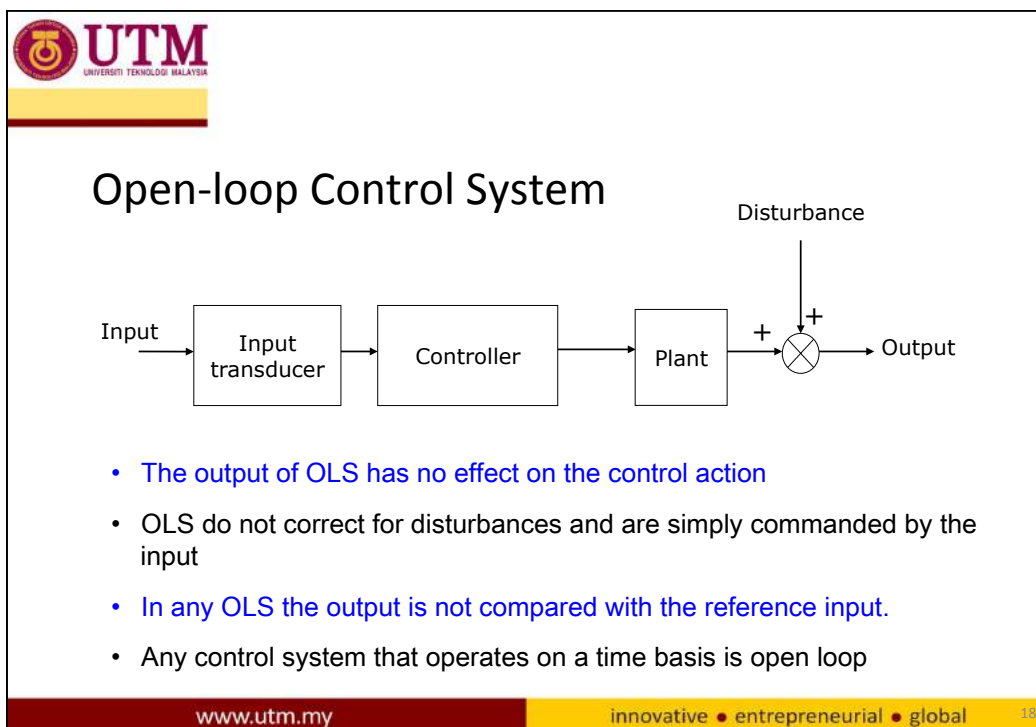 UTM
UNIVERSITI TEKNOLOGI MALAYSIA
Open-loop Control System
Disturbance
Input
Input
transducer
Controller
Plant
+
+
Output
• The output of OLS has no effect on the control action
• OLS do not correct for disturbances and are simply commanded by the
input
• In any OLS the output is not compared with the reference input.
• Any control system that operates on a time basis is open loop
www.utm.my
innovative ● entrepreneurial ● global
18